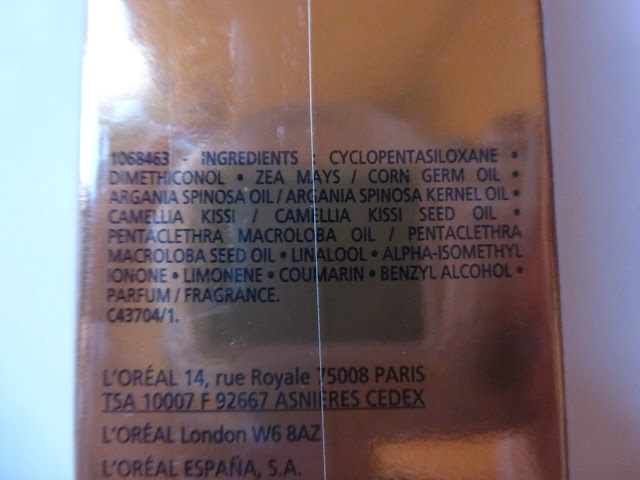 1068463 - INGREDIENTS : CYCLOPENTASILOXANE •
DIMETHICONOL • ZEA MAYS / CORN GERM OIL •
ARGANIA SPINOSA OIL / ARGANIA SPINOSA KERNEL OIL •
CAMELLIA KISSI / CAMELLIA KISSI SEED OIL •
PENTACLETHRA MACROLOBA OIL / PENTACLETHRA
MACROLOBA SEED OIL • LINALOOL • ALPHA-ISOMETHYL
IONONE • LIMONENE • COUMARIN • BENZYL ALCOHOL •
PARFUM / FRAGRANCE.
C43704/1.
L'ORÉAL 14, rue Royale 75008 PARIS
TSA 10007 F 92667 ASNIERES CEDEX
L'ORÉAL London W6 8AZ
L'ORÉAL ESPAÑA, S.A.